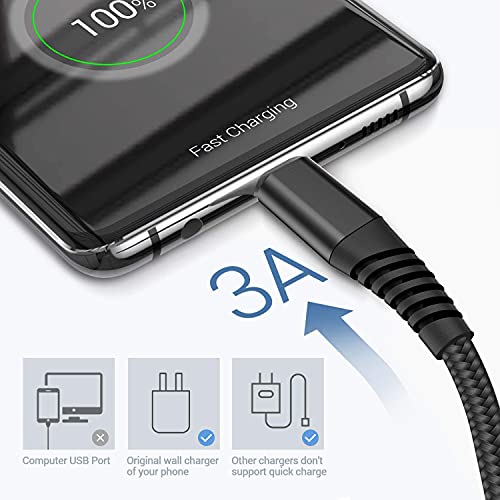 100%
Fast Charging
3A
Computer USB Port
Original wall charger
of your phone
Other chargers don't
support quick charge